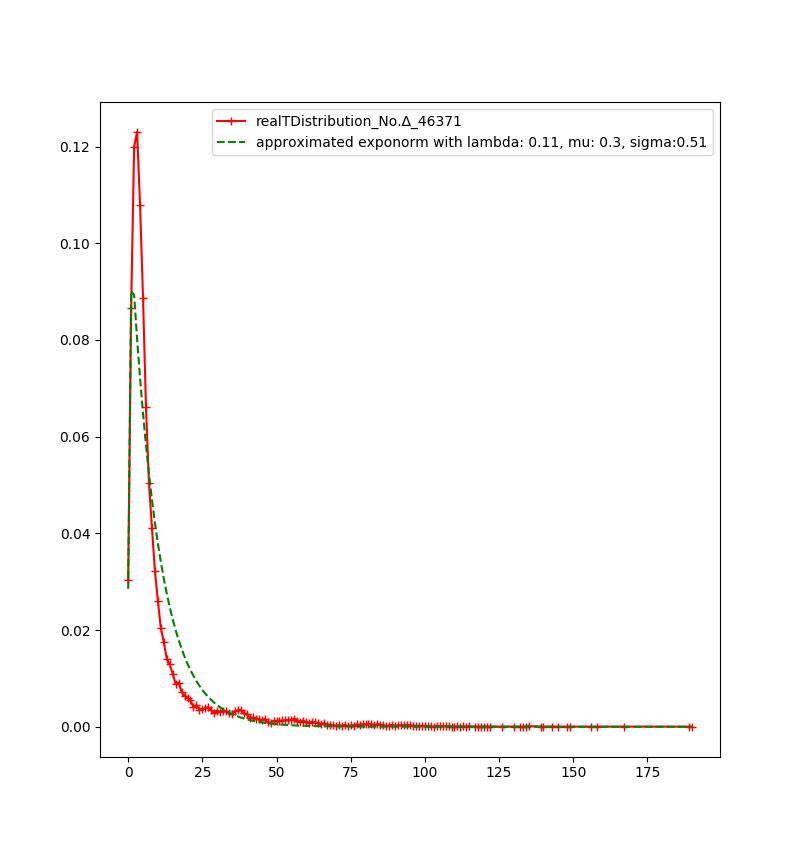 realTDistribution_No.Δ_46371
approximated exponorm with lambda: 0.11, mu: 0.3, sigma:0.51
0.12
0.10
0.08
0.06
0.04
0.02
0.00
0 25 50 75 100 125 150 175